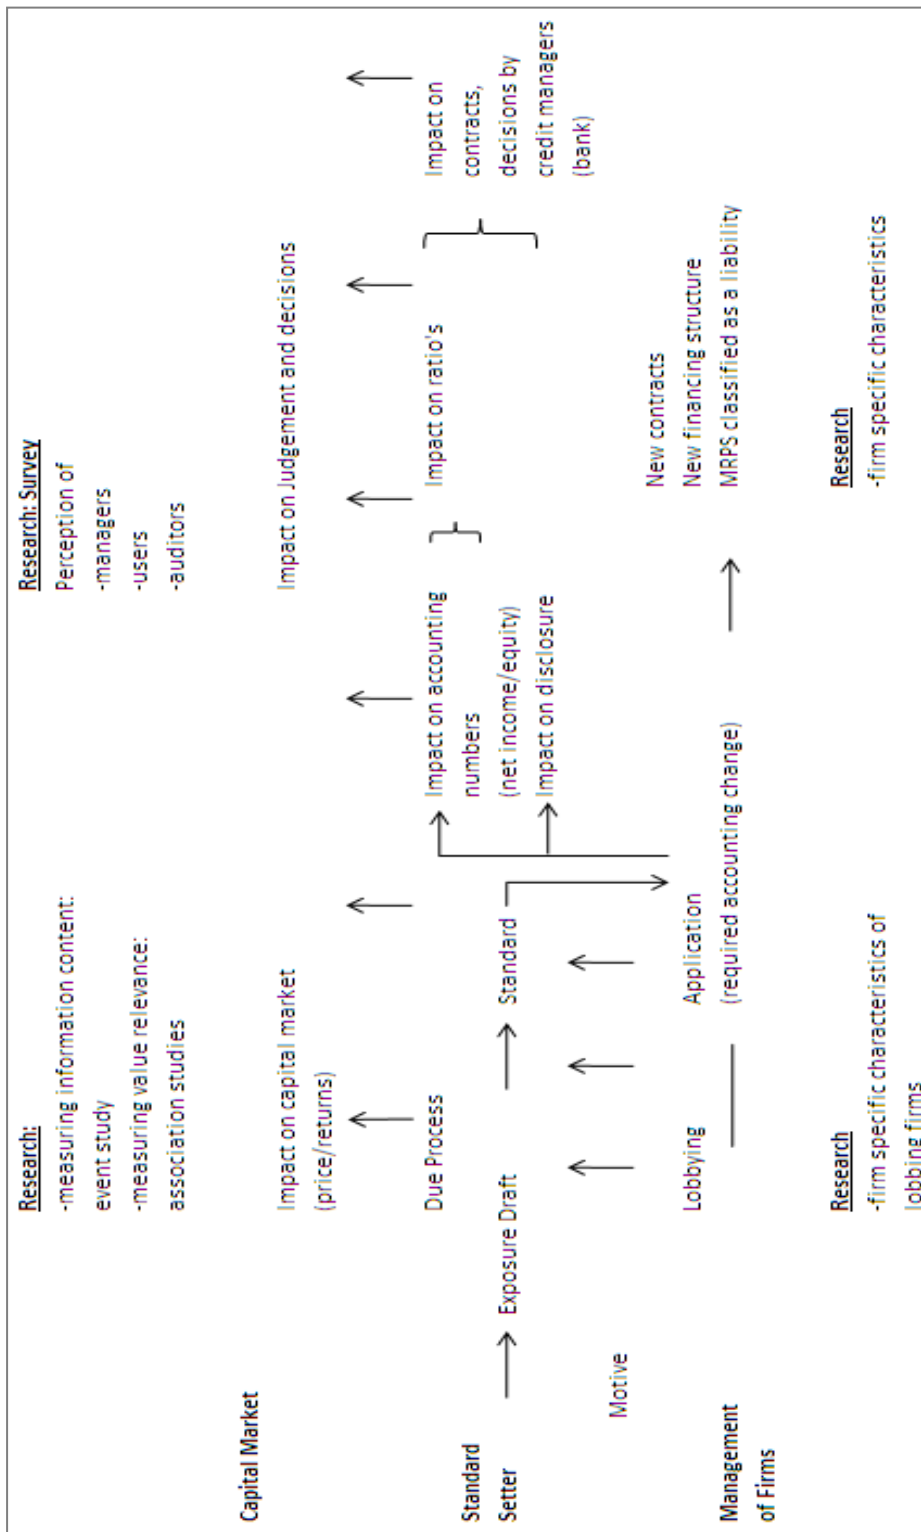 Research:
-measuring information content:
event study
-measuring value relevance:
association studies
Research: Survey
Perception of
-managers
-users
-auditors
Capital Market
Impact on capital market
(price/returns)
Impact on Judgement and decisions
Standard
Setter
Due Process
Exposure Draft
Standard
Impact on accounting
numbers
(net income/equity)
Impact on disclosure
Impact on ratio's
Impact on
contracts,
decisions by
credit managers
(bank)
Motive
Management
of Firms
Lobbying
Application
(required accounting change)
New contracts
New financing structure
MRPS classified as a liability
Research
-firm specific characteristics of
lobbing firms
Research
-firm specific characteristics